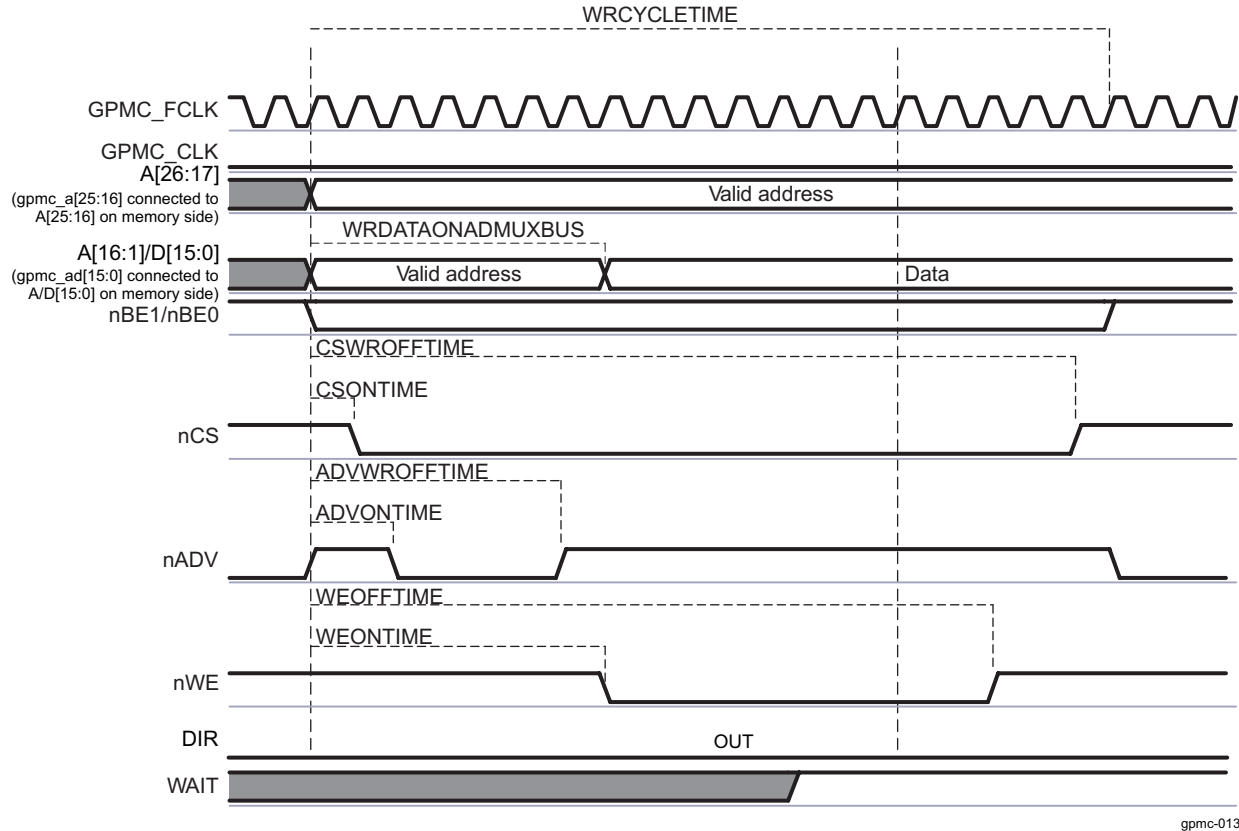 WRCYCLETIME
GPMC_FCLK
GPMC_CLK
A[26:17]
(gpmc_a[25:16] connected to
A[25:16] on memory side)
Valid address
WRDATAONADMUXBUS
A[16:1]/D[15:0]
(gpmc_ad[15:0] connected to
A/D[15:0] on memory side)
Valid address
Data
nBE1/nBE0
CSWROFFTIME
CSONTIME
nCS
ADVWROFFTIME
ADVONTIME
nADV
WEOFFTIME
WEONTIME
nWE
DIR
OUT
WAIT
gpmc-013